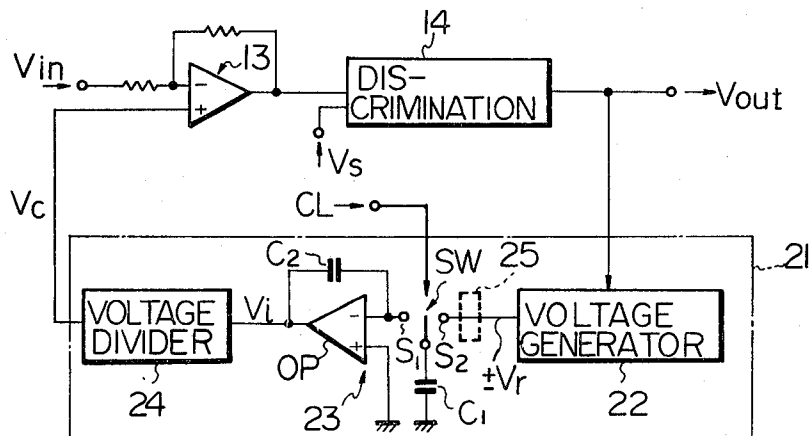 14
Vin
13
DIS-
CRIMINATION
Vout
Vs
Vc
CL
C2
SW
25
21
VOLTAGE
DIVIDER
Vi
OP
S1
S2
VOLTAGE
GENERATOR
±Vr
24
23
C1
22